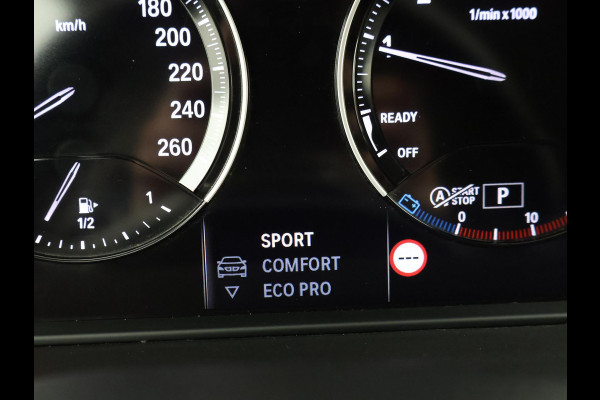 km/h
180
200
220
240
260
1/2
1
1/min x 1000
1
READY
OFF
A START STOP
P
0
10
SPORT
COMFORT
ECO PRO
---